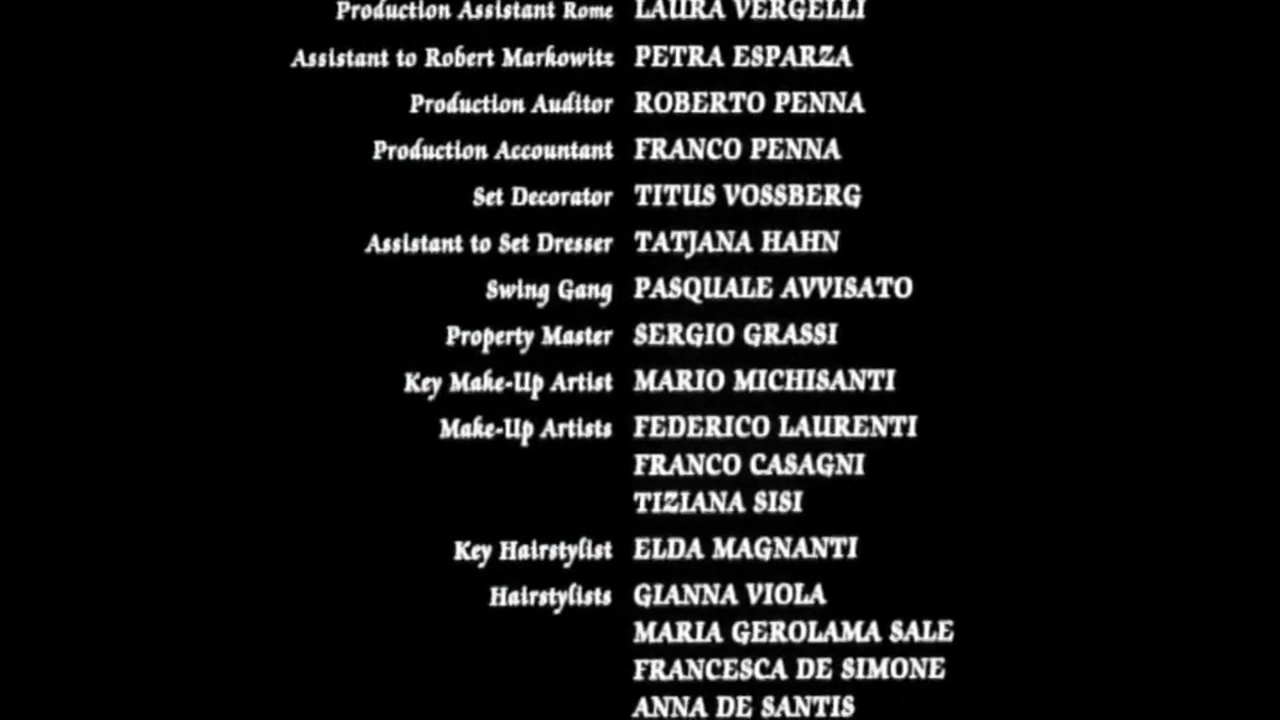 Production Assistant Rome LAURA VERGELLI
Assistant to Robert Markowitz PETRA ESPARZA
Production Auditor ROBERTO PENNA
Production Accountant FRANCO PENNA
Set Decorator TITUS VOSSBERG
Assistant to Set Dresser TATJANA HAHN
Swing Gang PASQUALE AVVISATO
Property Master SERGIO GRASSI
Key Make-Up Artist MARIO MICHISANTI
Make-Up Artists FEDERICO LAURENTI
FRANCO CASAGNI
TIZIANA SISI
Key Hairstylist ELDA MAGNANTI
Hairstylists GIANNA VIOLA
MARIA GEROLAMA SALE
FRANCESCA DE SIMONE
ANNA DE SANTIS